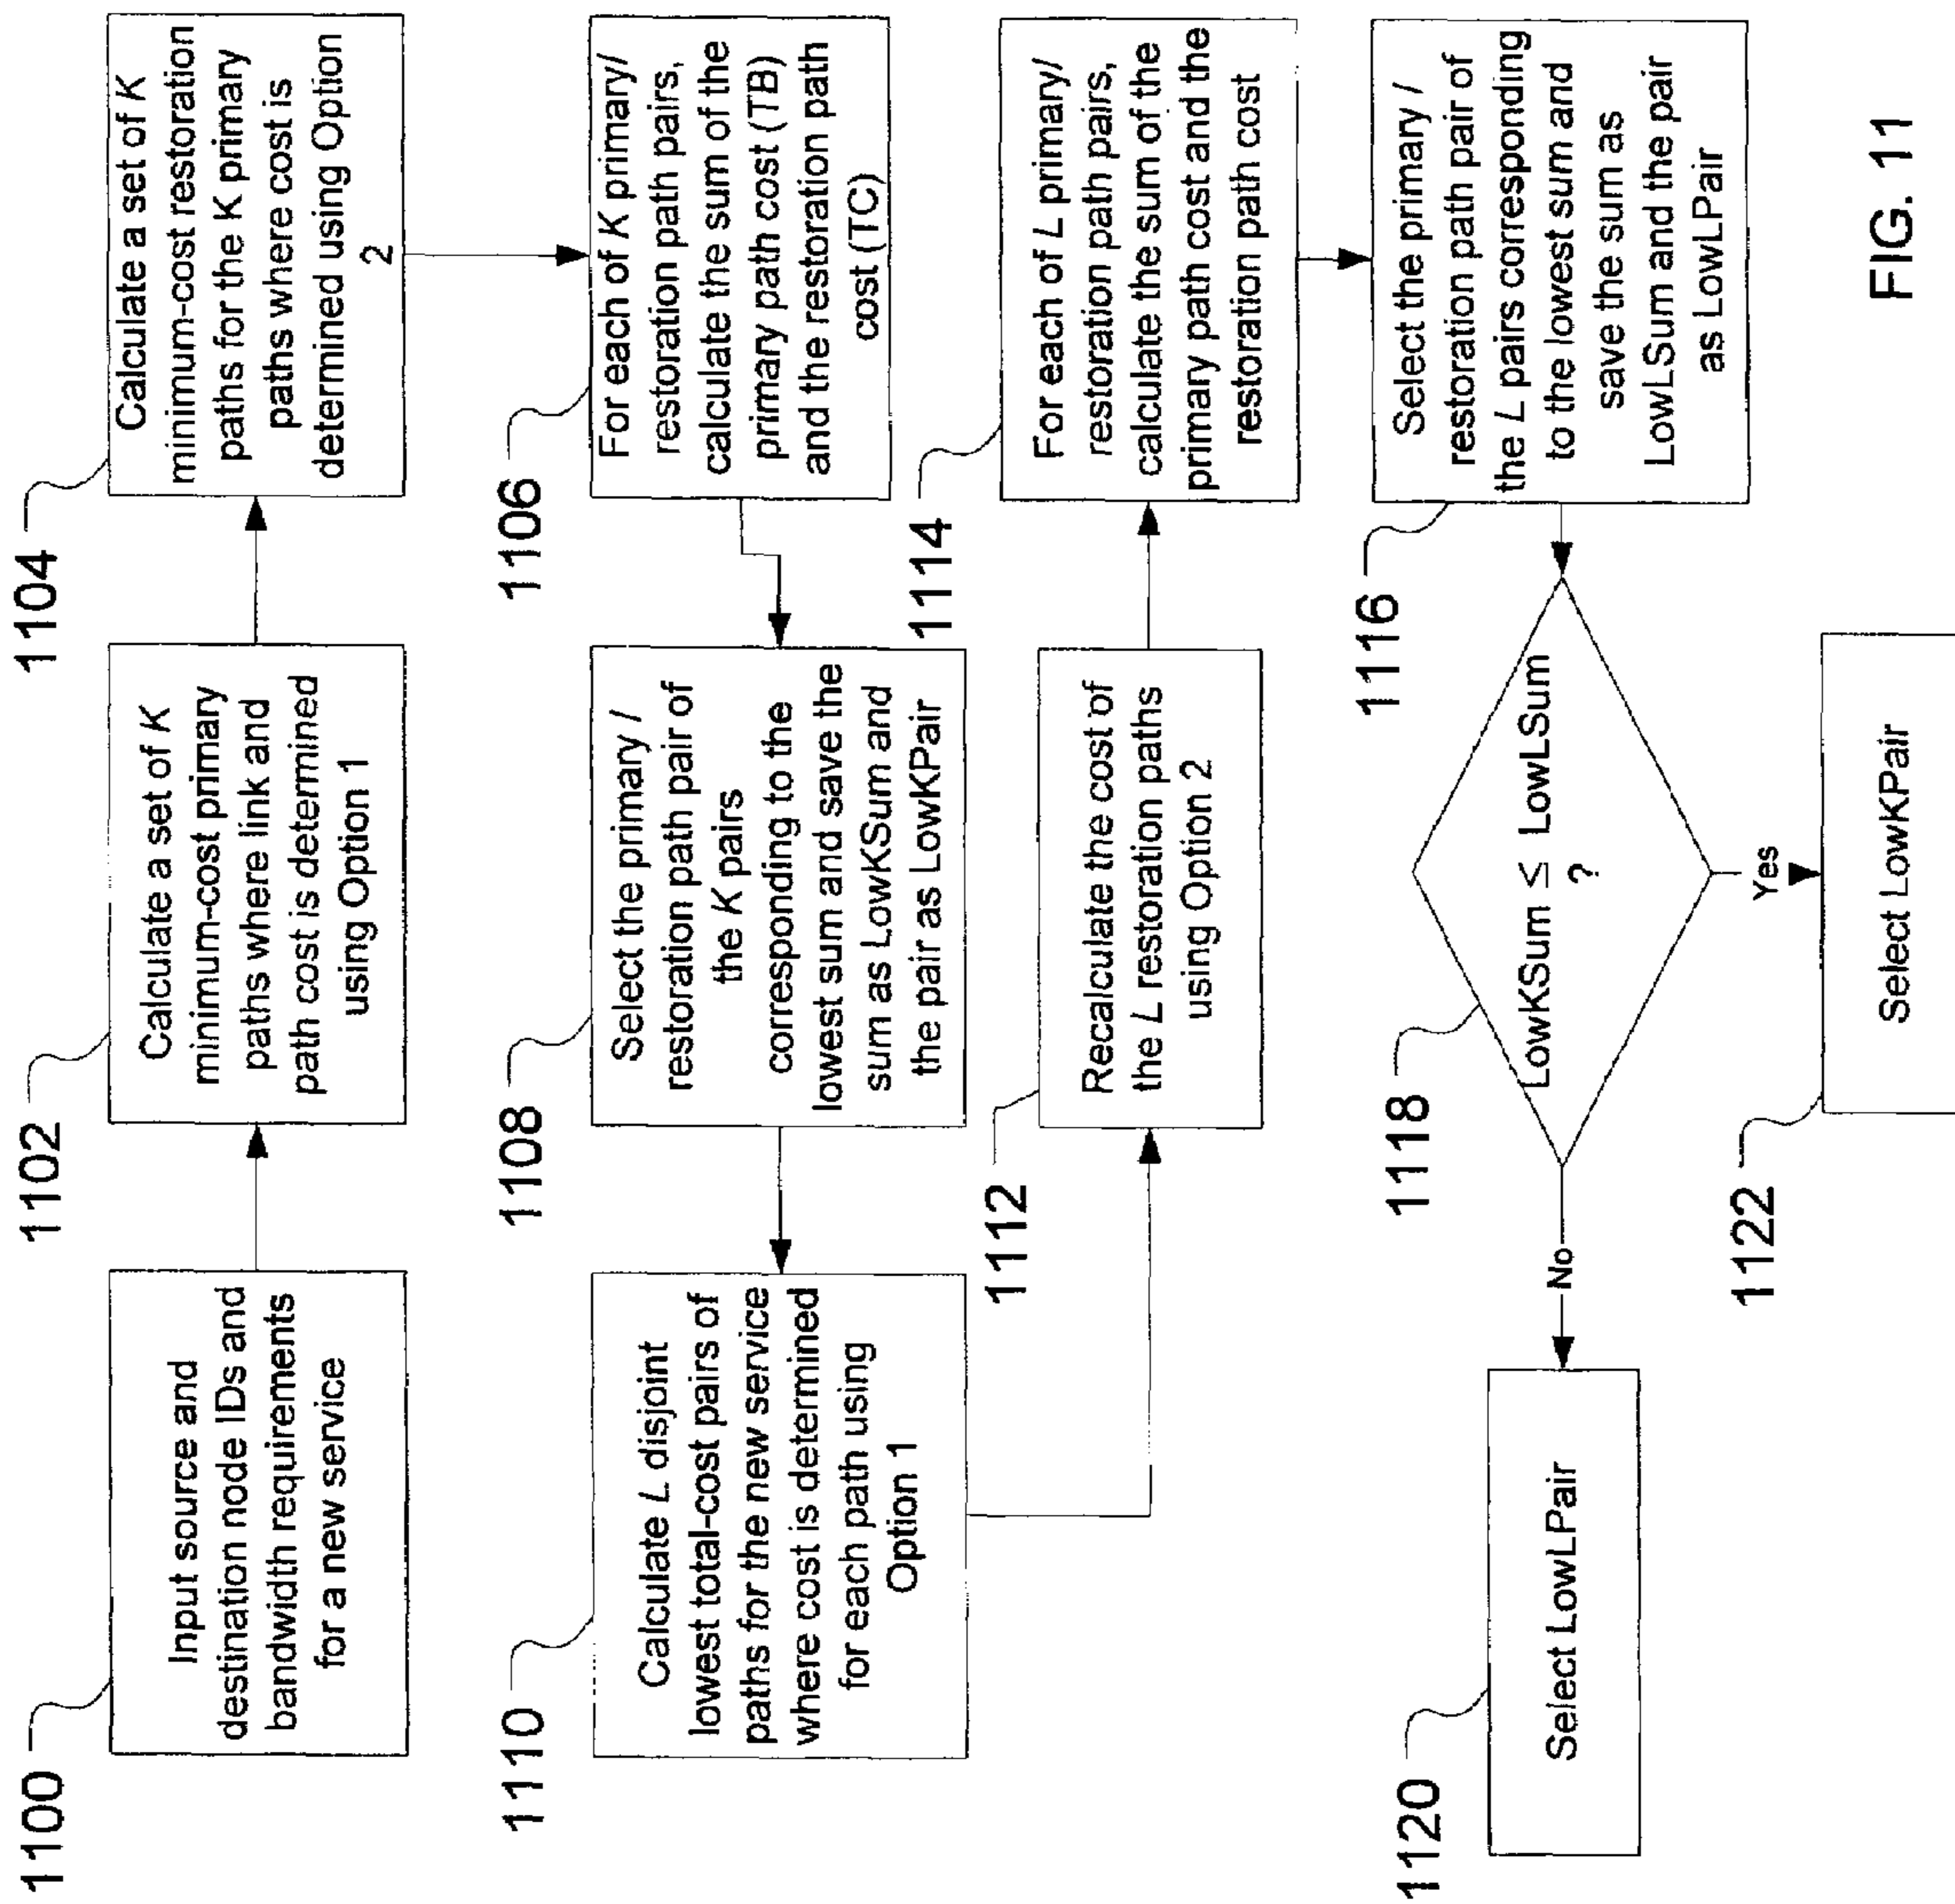 1100
Input source and
destination node IDs and
bandwidth requirements
for a new service
1102
Calculate a set of K
minimum-cost primary
paths where link and
path cost is determined
using Option 1
1104
Calculate a set of K
minimum-cost restoration
paths for the K primary
paths where cost is
determined using Option
2
1106
For each of K primary/
restoration path pairs,
calculate the sum of the
primary path cost (TB)
and the restoration path
cost (TC)
1108
Select the primary /
restoration path pair of
the K pairs
corresponding to the
lowest sum and save the
sum as LowKSum and
the pair as LowKPair
1110
Calculate L disjoint
lowest total-cost pairs of
paths for the new service
where cost is determined
for each path using
Option 1
1112
Recalculate the cost of
the L restoration paths
using Option 2
1114
For each of L primary/
restoration path pairs,
calculate the sum of the
primary path cost and the
restoration path cost
1116
Select the primary /
restoration path pair of
the L pairs corresponding
to the lowest sum and
save the sum as
LowLSum and the pair
as LowLPair
1118
LowKSum ≤ LowLSum
?
No
Yes
1120
Select LowLPair
1122
Select LowKPair
FIG. 11